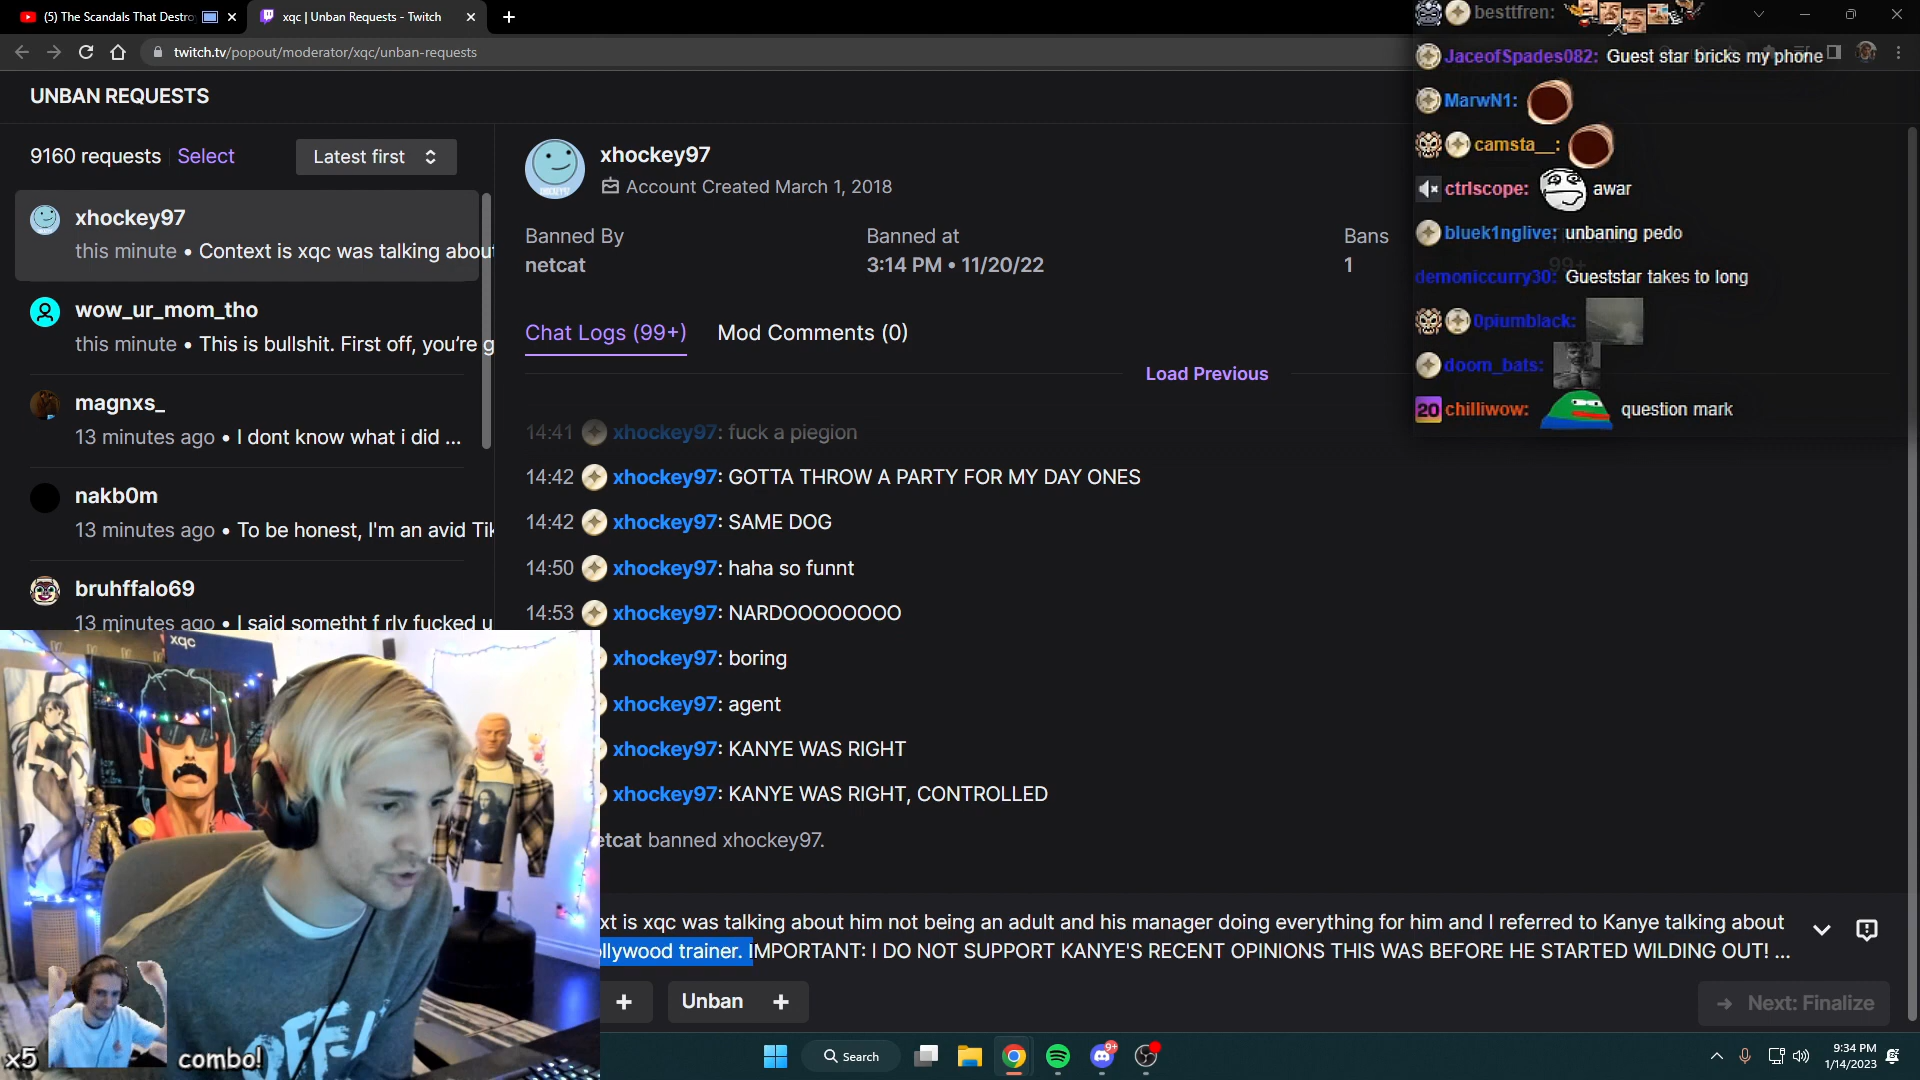 (5) The Scandals That Destro
xqc | Unban Requests - Twitch
twitch.tv/popout/moderator/xqc/unban-requests
UNBAN REQUESTS
9160 requests
Select
Latest first
xhockey97
this minute • Context is xqc was talking about
wow_ur_mom_tho
this minute • This is bullshit. First off, you're g
magnxs_
13 minutes ago • I dont know what i did ...
nakb0m
13 minutes ago • To be honest, I'm an avid Tik
bruhffalo69
13 minutes ago • I said sometht f rly fucked u
xhockey97
Account Created March 1, 2018
Banned By
netcat
Banned at
3:14 PM • 11/20/22
Bans
1
99+
Chat Logs (99+)
Mod Comments (0)
Load Previous
14:41 xhockey97: fuck a piegion
14:42 xhockey97: GOTTA THROW A PARTY FOR MY DAY ONES
14:42 xhockey97: SAME DOG
14:50 xhockey97: haha so funnt
14:53 xhockey97: NARDOOOOOOOO
xhockey97: boring
xhockey97: agent
xhockey97: KANYE WAS RIGHT
xhockey97: KANYE WAS RIGHT, CONTROLLED
etcat banned xhockey97.
xt is xqc was talking about him not being an adult and his manager doing everything for him and I referred to Kanye talking about
llywood trainer. IMPORTANT: I DO NOT SUPPORT KANYE'S RECENT OPINIONS THIS WAS BEFORE HE STARTED WILDING OUT! ...
+
Unban +
→ Next: Finalize
besttfren:
JaceofSpades082: Guest star bricks my phone
MarwN1:
camsta__:
ctrlscope: awar
bluek1nglive: unbaning pedo
demoniccurry30: Gueststar takes to long
0piumblack:
doom_bats:
20 chilliwow: question mark
xqc
x5
combo!
Search
9+
9:34 PM
1/14/2023